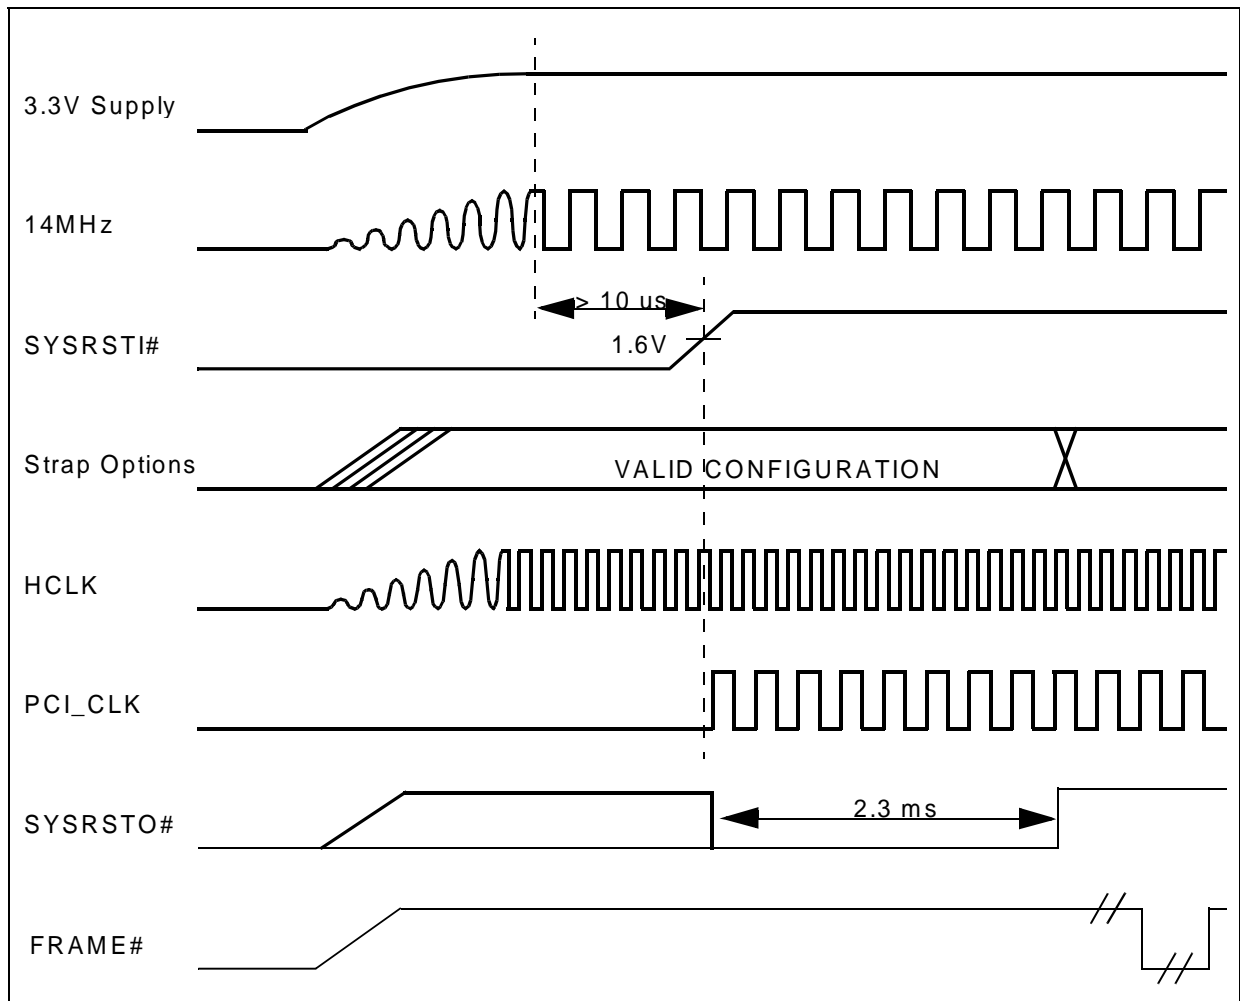 3.3V Supply
14MHz
> 10 us
SYSRSTI#
1.6V
Strap Options
VALID CONFIGURATION
HCLK
PCI_CLK
SYSRSTO#
2.3 ms
FRAME#